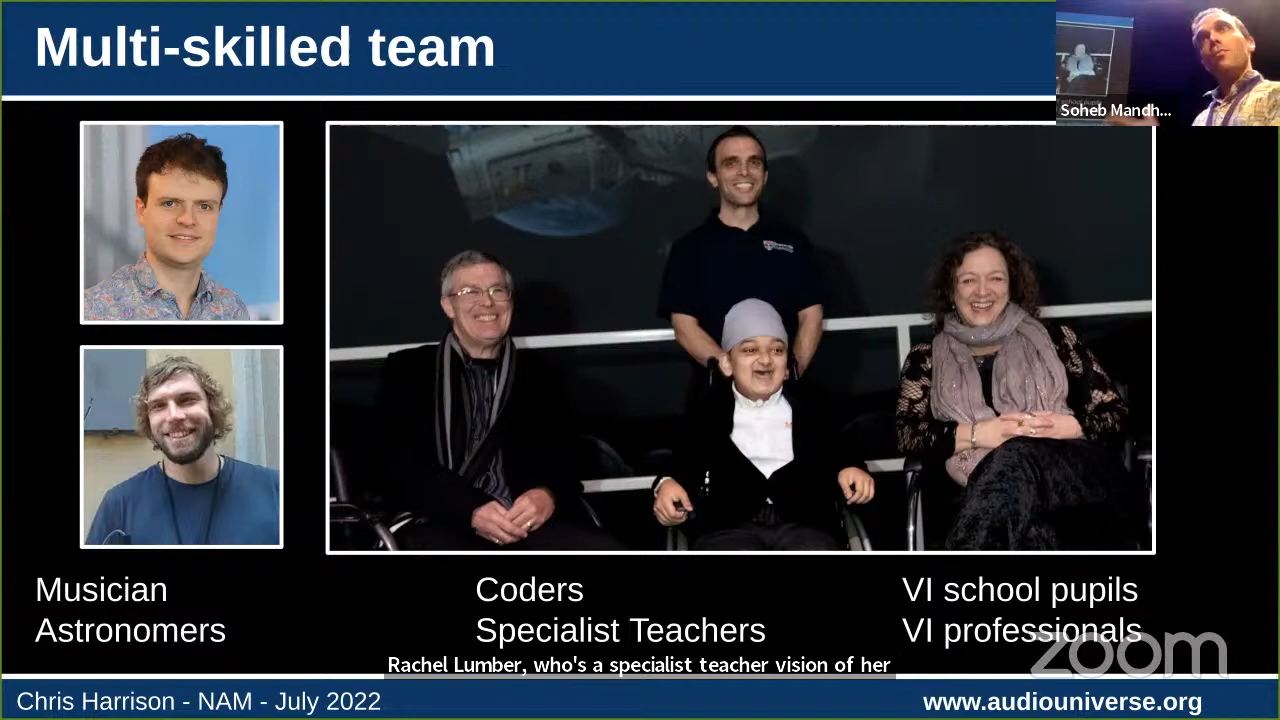 Multi-skilled team
Soheb Mandh...
Musician
Astronomers
Coders
Specialist Teachers
VI school pupils
VI professionals
zoom
Rachel Lumber, who's a specialist teacher vision of her
Chris Harrison - NAM - July 2022
www.audiouniverse.org